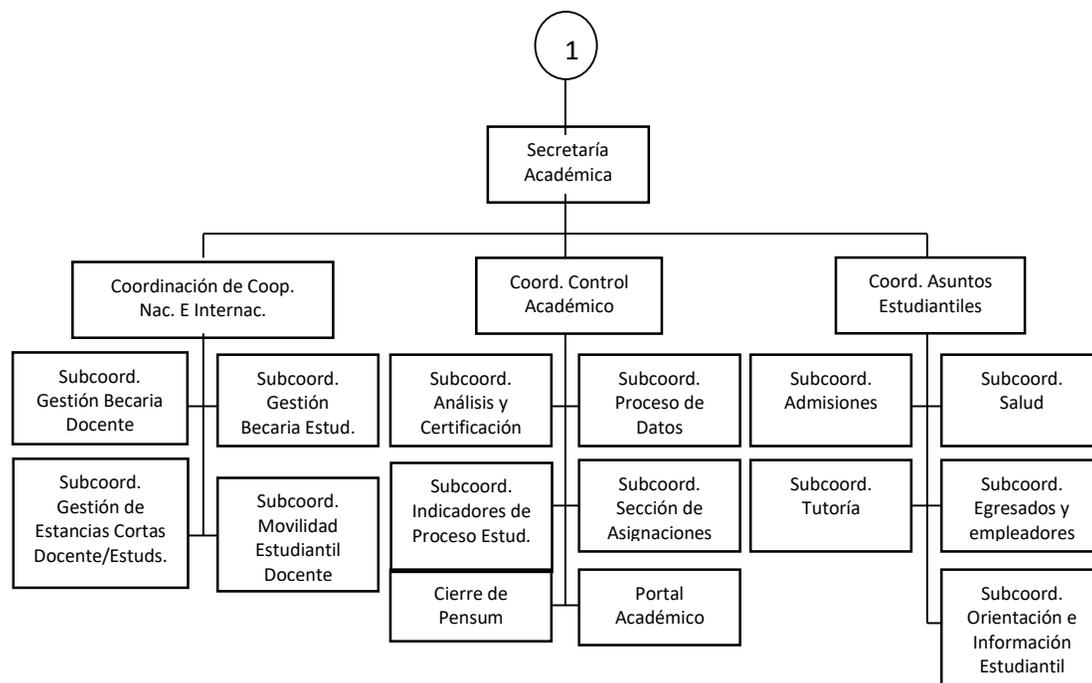 1
Secretaría
Académica
Coordinación de Coop.
Nac. E Internac.
Coord. Control
Académico
Coord. Asuntos
Estudiantiles
Subcoord.
Gestión Becaria
Docente
Subcoord.
Gestión
Becaria Estud.
Subcoord.
Análisis y
Certificación
Subcoord.
Proceso de
Datos
Subcoord.
Admisiones
Subcoord.
Salud
Subcoord.
Gestión de
Estancias Cortas
Docente/Estuds.
Subcoord.
Movilidad
Estudiantil
Docente
Subcoord.
Indicadores de
Proceso Estud.
Subcoord.
Sección de
Asignaciones
Subcoord.
Tutoría
Subcoord.
Egresados y
empleadores
Cierre de
Pensum
Portal
Académico
Subcoord.
Orientación e
Información
Estudiantil